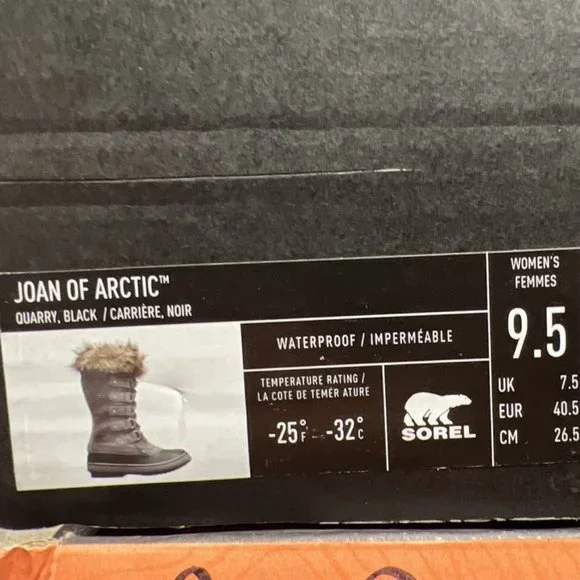 JOAN OF ARCTIC™
QUARRY, BLACK / CARRIÈRE, NOIR
WATERPROOF / IMPERMÉABLE
TEMPERATURE RATING /
LA COTE DE TEMÉR ATURE
-25°F -32°C
SOREL
WOMEN'S
FEMMES
9.5
UK 7.5
EUR 40.5
CM 26.5